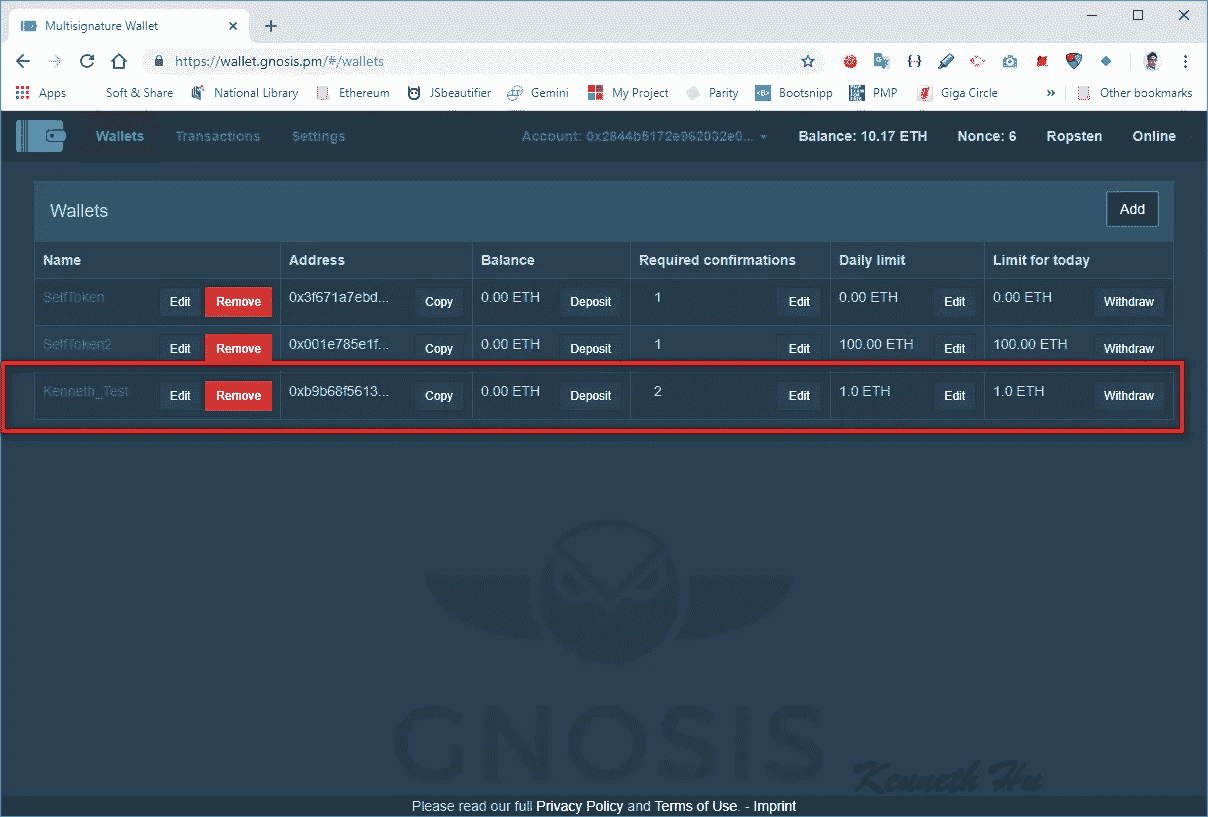 Multisignature Wallet
https://wallet.gnosis.pm/#/wallets
Apps Soft & Share National Library Ethereum JSbeautifier Gemini My Project Parity Bootsnipp PMP Giga Circle » Other bookmarks
Wallets Transactions Settings Account: 0x2844b5172e962032e0... Balance: 10.17 ETH Nonce: 6 Ropsten Online
Wallets Add
Name Address Balance Required confirmations Daily limit Limit for today
SelfToken Edit Remove 0x3f671a7ebd... Copy 0.00 ETH Deposit 1 Edit 0.00 ETH Edit 0.00 ETH Withdraw
SelfToken2 Edit Remove 0x001e785e1f... Copy 0.00 ETH Deposit 1 Edit 100.00 ETH Edit 100.00 ETH Withdraw
Kenneth_Test Edit Remove 0xb9b68f5613... Copy 0.00 ETH Deposit 2 Edit 1.0 ETH Edit 1.0 ETH Withdraw
GNOSIS
Kenneth Hu
Please read our full Privacy Policy and Terms of Use. - Imprint